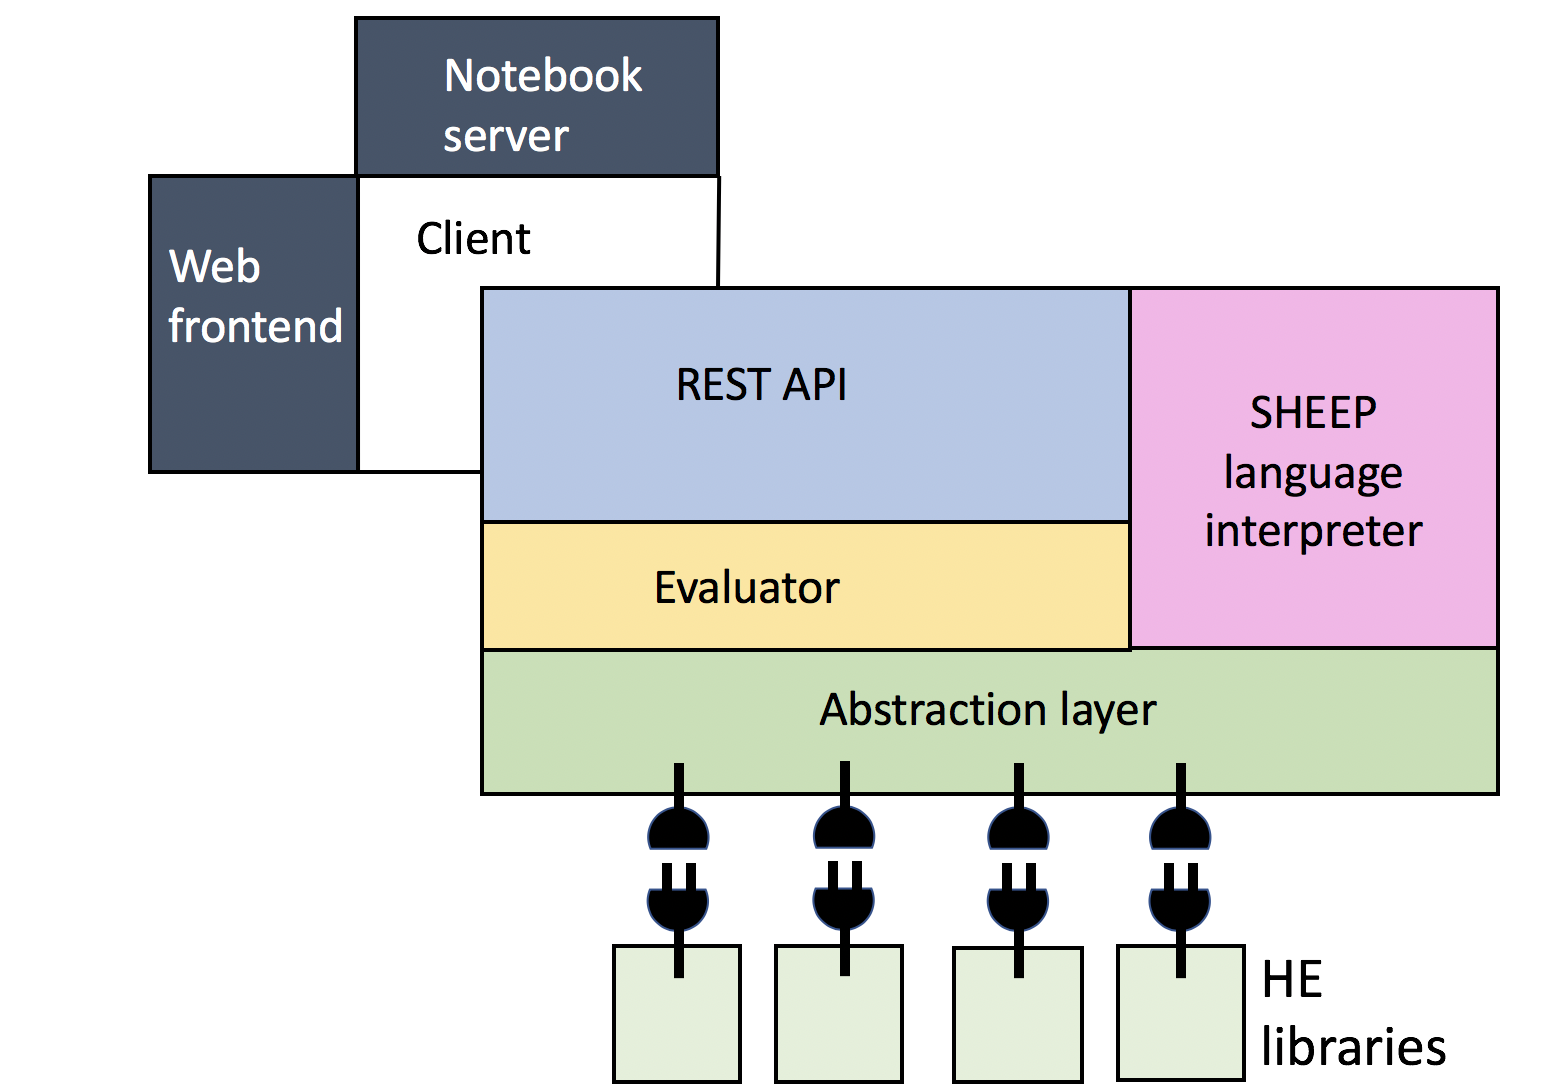 Notebook
server
Client
Web
frontend
REST API
SHEEP
language
interpreter
Evaluator
Abstraction layer
HE
libraries